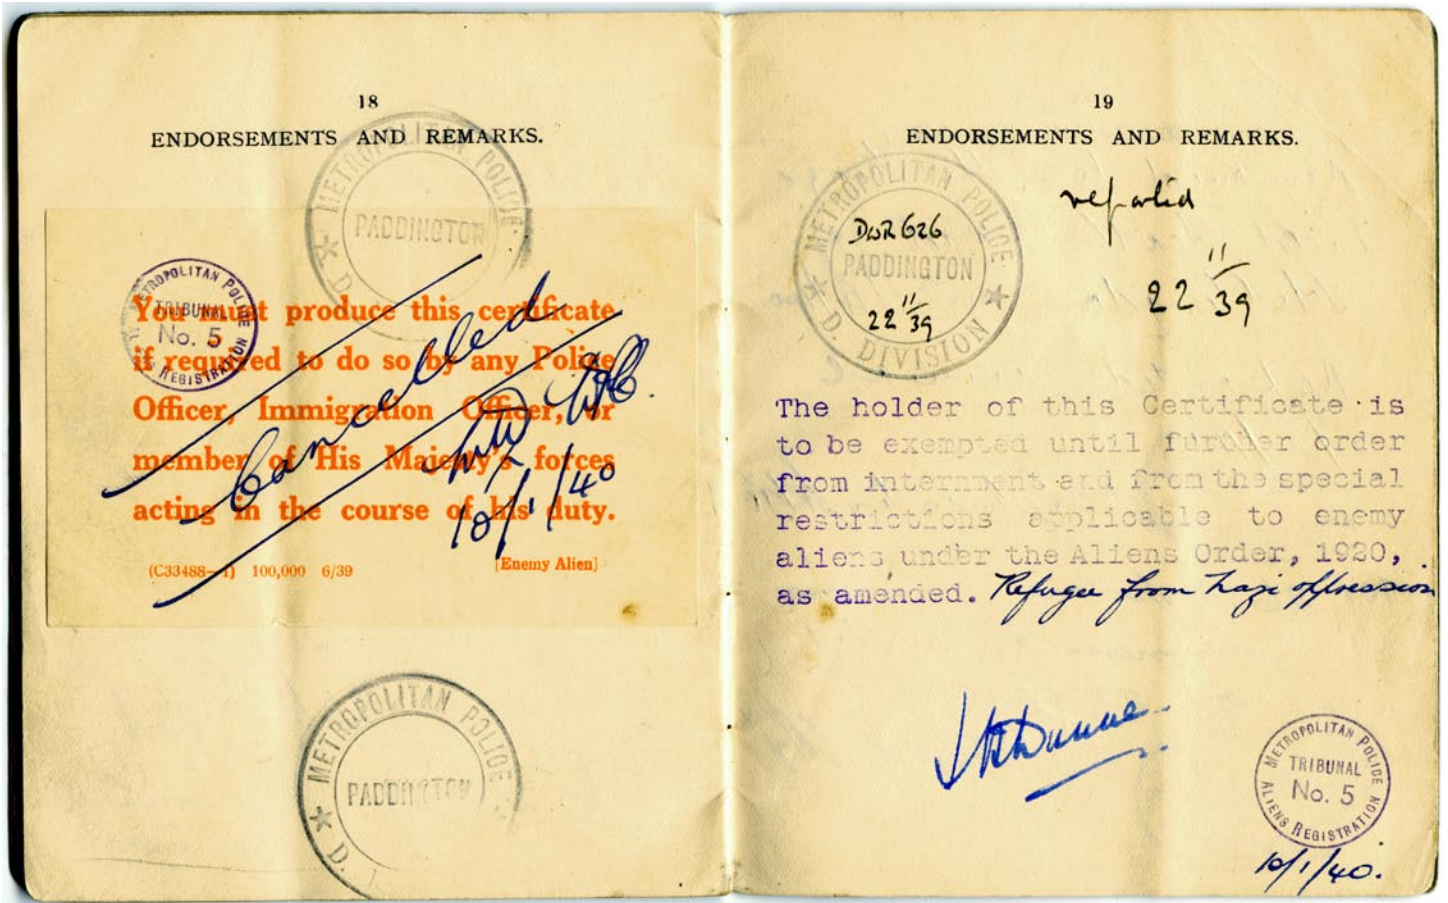 18
ENDORSEMENTS AND REMARKS.
METROPOLITAN POLICE
PADDINGTON
D.
METROPOLITAN POLICE
TRIBUNAL
No. 5
REGISTRATION
You must produce this certificate
if required to do so by any Police
Officer, Immigration Officer, or
member of His Majesty's forces
acting in the course of his duty.
Cancelled
10/1/40
(C33488—1) 100,000 6/39 [Enemy Alien]
METROPOLITAN POLICE
PADDINGTON
D.
19
ENDORSEMENTS AND REMARKS.
METROPOLITAN POLICE
DWR 626
PADDINGTON
22 11/39
D. DIVISION
reported
22 11/39
The holder of this Certificate is
to be exempted until further order
from internment and from the special
restrictions applicable to enemy
aliens under the Aliens Order, 1920,
as amended. Refugee from Nazi oppression.
METROPOLITAN POLICE
TRIBUNAL
No. 5
ALIENS REGISTRATION
10/1/40.